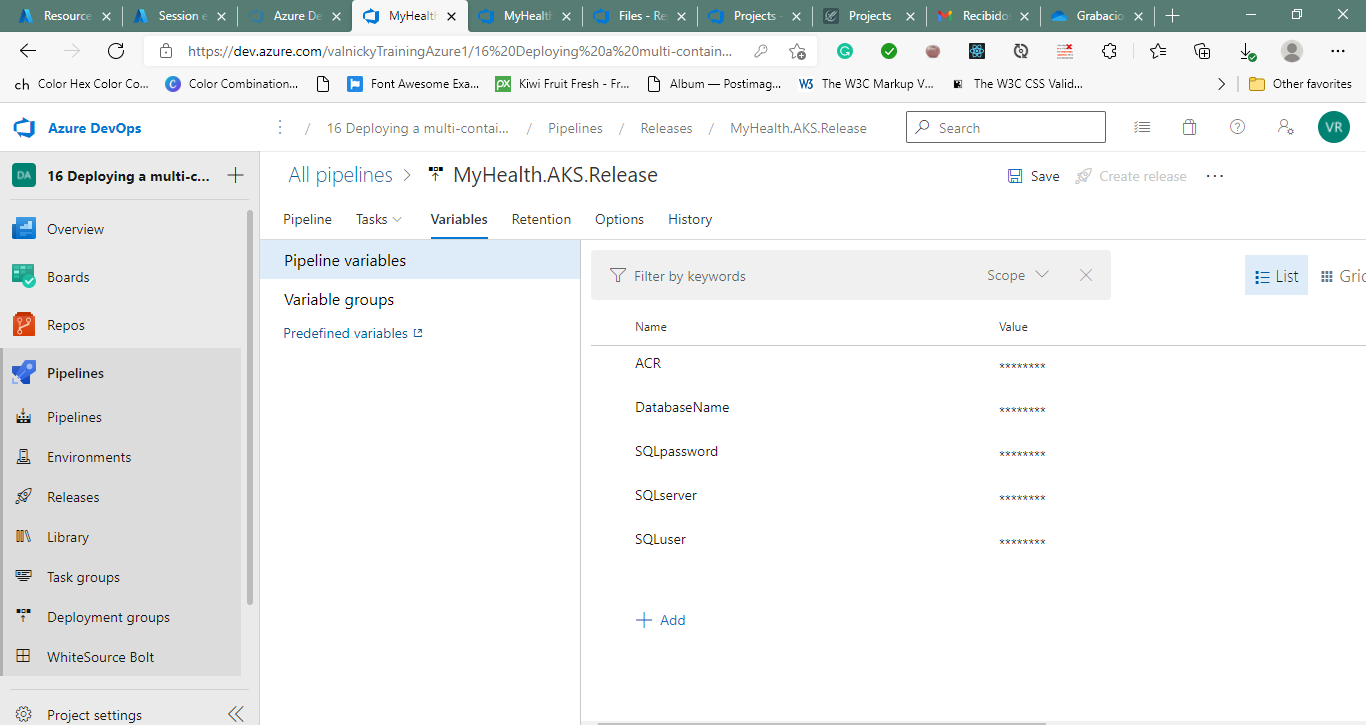 Resource
Session e
Azure De
MyHealth
MyHealth
Files - Re
Projects -
Projects
Recibidos
Grabacio
https://dev.azure.com/valnickyTrainingAzure1/16%20Deploying%20a%20multi-contain...
ch Color Hex Color Co...
C Color Combination...
Font Awesome Exa...
px Kiwi Fruit Fresh - Fr...
Album — Postimag...
W3 The W3C Markup V...
The W3C CSS Valid...
Other favorites
Azure DevOps
/ 16 Deploying a multi-contai... / Pipelines / Releases / MyHealth.AKS.Release
Search
VR
DA 16 Deploying a multi-c...
All pipelines > MyHealth.AKS.Release
Save
Create release
Overview
Boards
Repos
Pipelines
Pipelines
Environments
Releases
Library
Task groups
Deployment groups
WhiteSource Bolt
Project settings
Pipeline Tasks Variables Retention Options History
Pipeline variables
Variable groups
Predefined variables
Filter by keywords
Scope
List
Grid
Name Value
ACR ********
DatabaseName ********
SQLpassword ********
SQLserver ********
SQLuser ********
+ Add